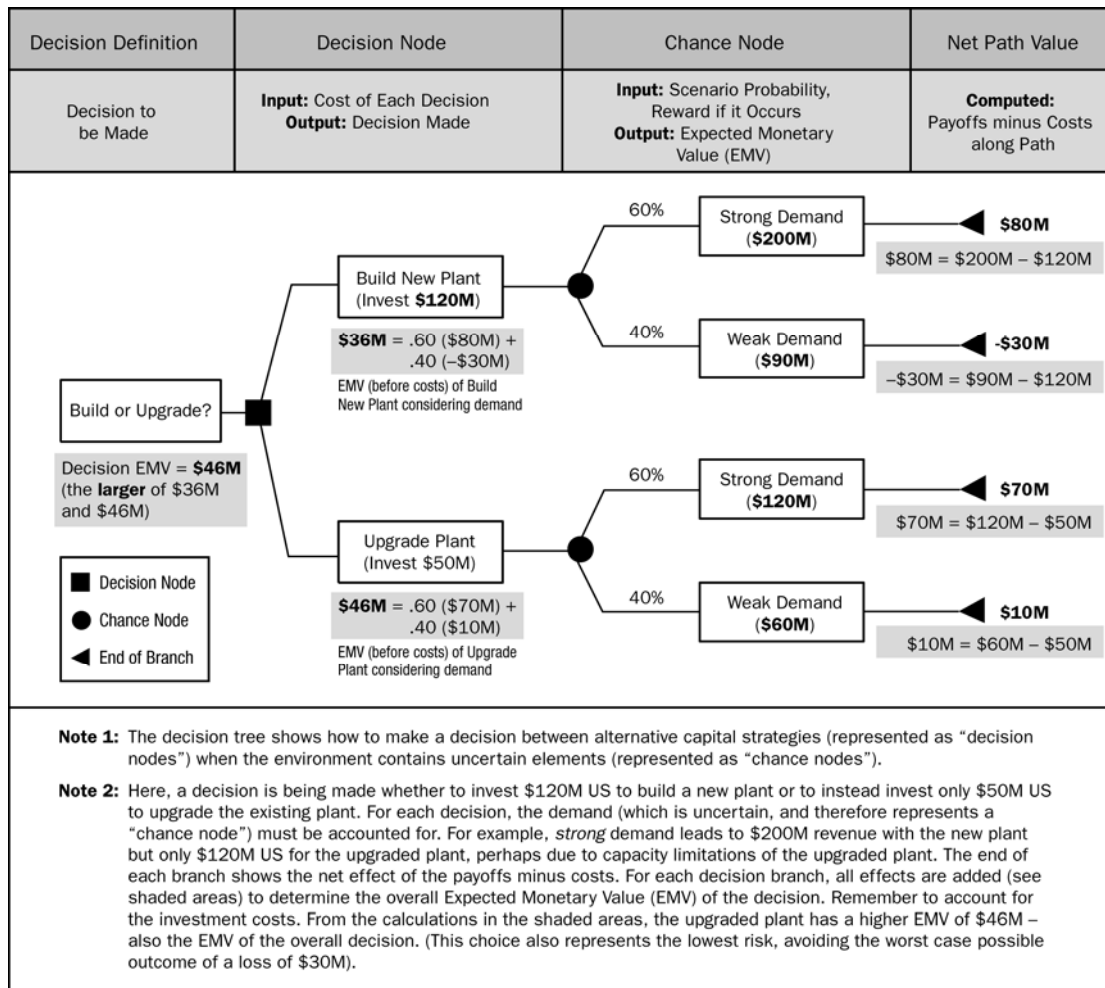 Decision Definition
Decision Node
Chance Node
Net Path Value
Decision to
be Made
Input: Cost of Each Decision
Output: Decision Made
Input: Scenario Probability,
Reward if it Occurs
Output: Expected Monetary
Value (EMV)
Computed:
Payoffs minus Costs
along Path
Build or Upgrade?
Decision EMV = $46M
(the larger of $36M
and $46M)
Decision Node
Chance Node
End of Branch
Build New Plant
(Invest $120M)
$36M = .60 ($80M) +
.40 (–$30M)
EMV (before costs) of Build
New Plant considering demand
60%
Strong Demand
($200M)
$80M
$80M = $200M – $120M
40%
Weak Demand
($90M)
-$30M
–$30M = $90M – $120M
Upgrade Plant
(Invest $50M)
$46M = .60 ($70M) +
.40 ($10M)
EMV (before costs) of Upgrade
Plant considering demand
60%
Strong Demand
($120M)
$70M
$70M = $120M – $50M
40%
Weak Demand
($60M)
$10M
$10M = $60M – $50M
Note 1: The decision tree shows how to make a decision between alternative capital strategies (represented as “decision
nodes”) when the environment contains uncertain elements (represented as “chance nodes”).
Note 2: Here, a decision is being made whether to invest $120M US to build a new plant or to instead invest only $50M US
to upgrade the existing plant. For each decision, the demand (which is uncertain, and therefore represents a
“chance node”) must be accounted for. For example, strong demand leads to $200M revenue with the new plant
but only $120M US for the upgraded plant, perhaps due to capacity limitations of the upgraded plant. The end of
each branch shows the net effect of the payoffs minus costs. For each decision branch, all effects are added (see
shaded areas) to determine the overall Expected Monetary Value (EMV) of the decision. Remember to account for
the investment costs. From the calculations in the shaded areas, the upgraded plant has a higher EMV of $46M –
also the EMV of the overall decision. (This choice also represents the lowest risk, avoiding the worst case possible
outcome of a loss of $30M).